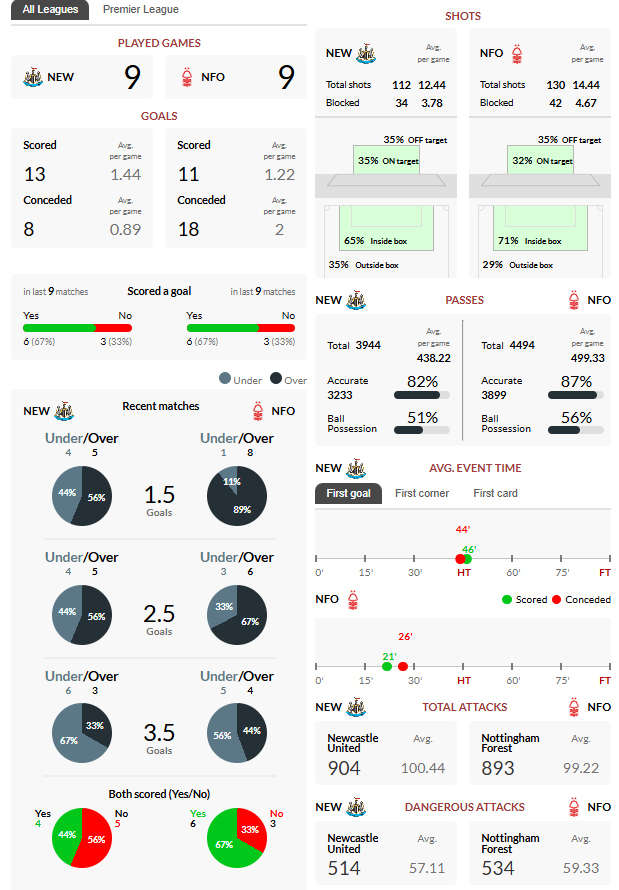 All Leagues Premier League
PLAYED GAMES
NEW 9 NFO 9
GOALS
Scored Avg. per game
13 1.44
Conceded Avg. per game
8 0.89
Scored Avg. per game
11 1.22
Conceded Avg. per game
18 2
in last 9 matches Scored a goal in last 9 matches
Yes No Yes No
6 (67%) 3 (33%) 6 (67%) 3 (33%)
Under Over
NEW Recent matches NFO
Under/Over Under/Over
4 5 1 8
44% 56% 1.5 Goals 11% 89%
Under/Over Under/Over
4 5 3 6
44% 56% 2.5 Goals 33% 67%
Under/Over Under/Over
6 3 5 4
67% 33% 3.5 Goals 56% 44%
Both scored (Yes/No)
Yes 4 44% 56% No 5
Yes 6 67% 33% No 3
SHOTS
NEW Avg. per game
Total shots 112 12.44
Blocked 34 3.78
35% OFF target
35% ON target
65% Inside box
35% Outside box
NFO Avg. per game
Total shots 130 14.44
Blocked 42 4.67
35% OFF target
32% ON target
71% Inside box
29% Outside box
NEW PASSES NFO
Total 3944 Avg. per game 438.22
Accurate 3233 82%
Ball Possession 51%
Total 4494 Avg. per game 499.33
Accurate 3899 87%
Ball Possession 56%
NEW AVG. EVENT TIME
First goal First corner First card
44'
46'
0' 15' 30' HT 60' 75' FT
NFO Scored Conceded
26'
21'
0' 15' 30' HT 60' 75' FT
NEW TOTAL ATTACKS NFO
Newcastle United Avg.
904 100.44
Nottingham Forest Avg.
893 99.22
NEW DANGEROUS ATTACKS NFO
Newcastle United Avg.
514 57.11
Nottingham Forest Avg.
534 59.33